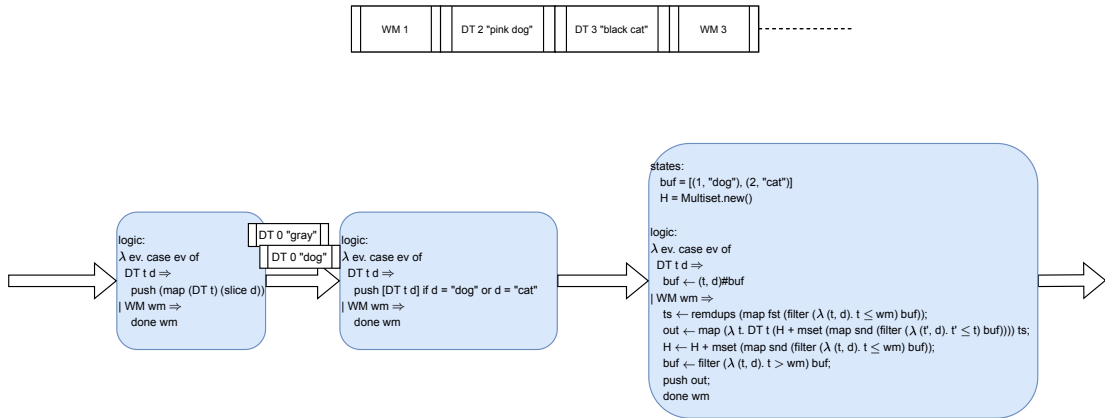 WM 1
DT 2 "pink dog"
DT 3 "black cat"
WM 3
logic:
λ ev. case ev of
DT t d ⇒
push (map (DT t) (slice d))
| WM wm ⇒
done wm
DT 0 "gray"
DT 0 "dog"
logic:
λ ev. case ev of
DT t d ⇒
push [DT t d] if d = "dog" or d = "cat"
| WM wm ⇒
done wm
states:
buf = [(1, "dog"), (2, "cat")]
H = Multiset.new()
logic:
λ ev. case ev of
DT t d ⇒
buf ← (t, d)#buf
| WM wm ⇒
ts ← remdups (map fst (filter (λ (t, d). t ≤ wm) buf));
out ← map (λ t. DT t (H + mset (map snd (filter (λ (t', d). t' ≤ t) buf)))) ts;
H ← H + mset (map snd (filter (λ (t, d). t ≤ wm) buf));
buf ← filter (λ (t, d). t > wm) buf;
push out;
done wm